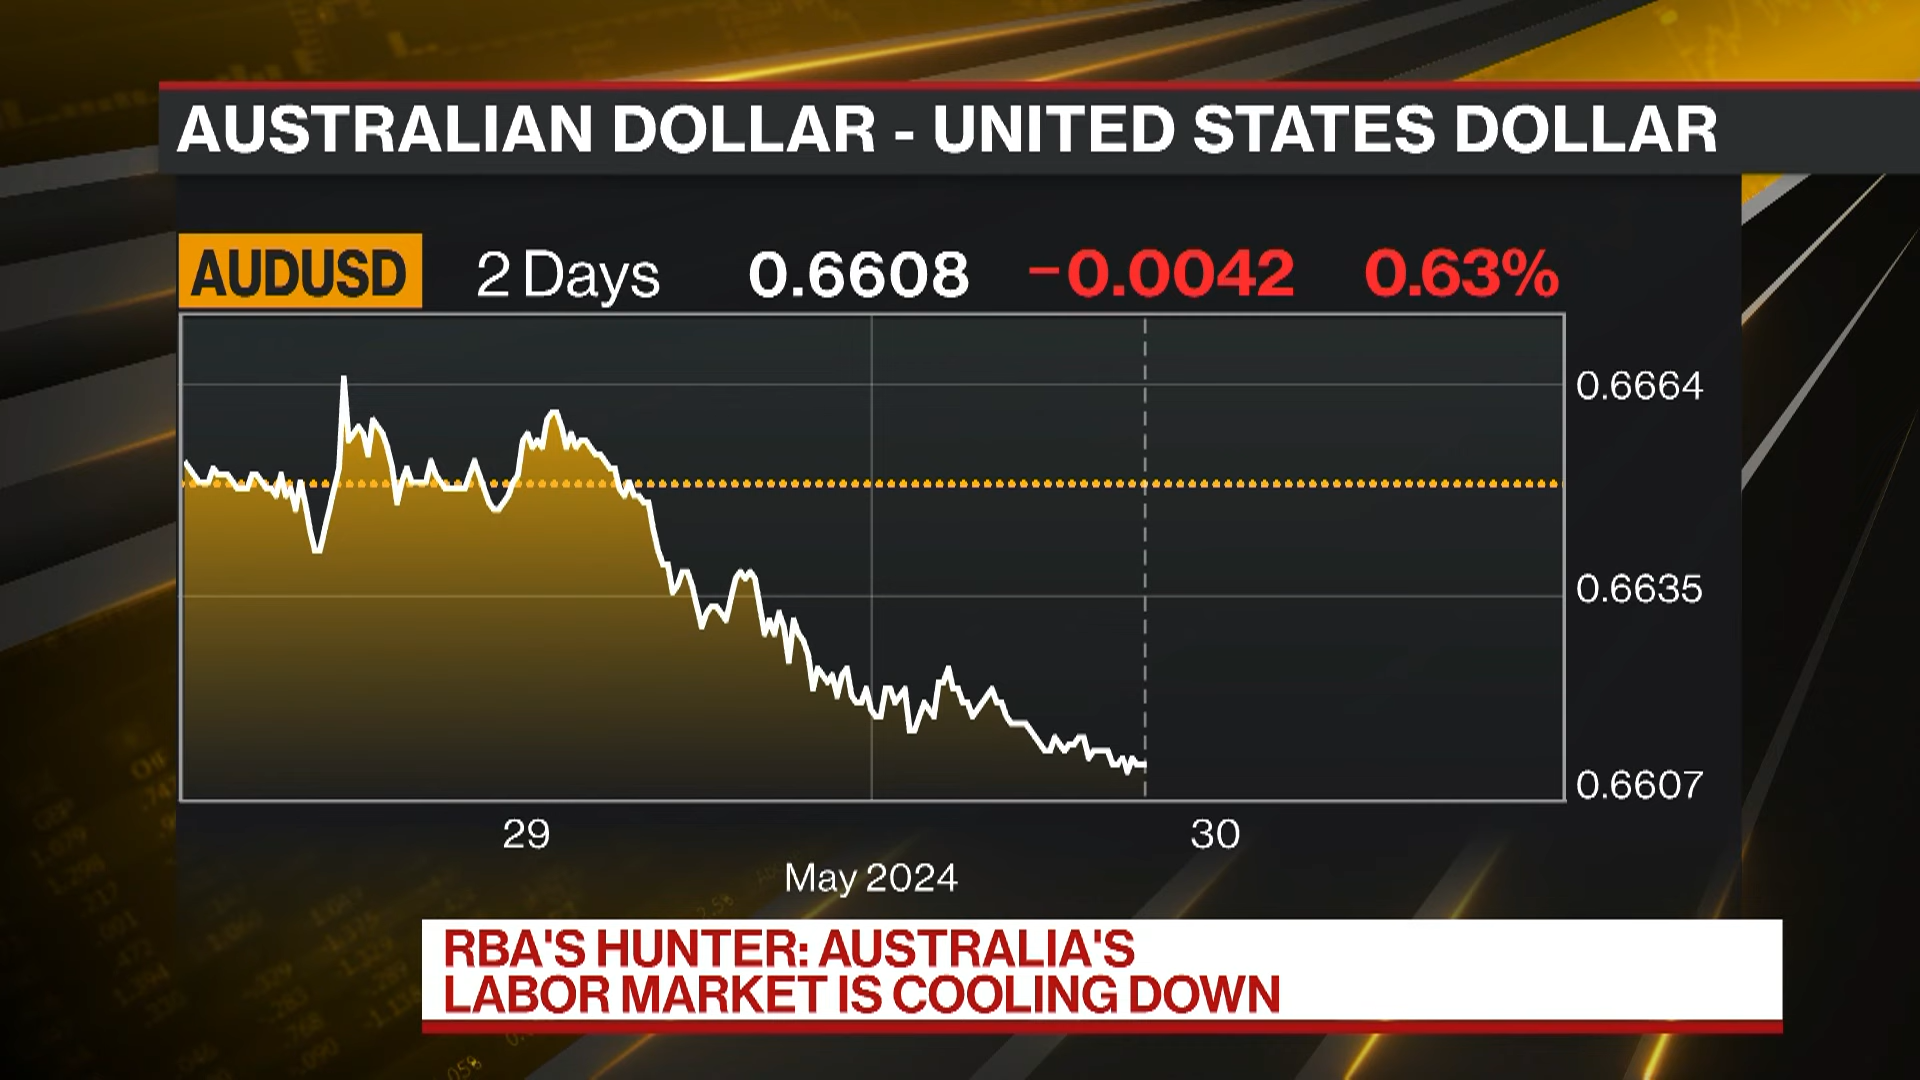 AUSTRALIAN DOLLAR - UNITED STATES DOLLAR
AUDUSD 2 Days 0.6608 −0.0042 0.63%
0.6664
0.6635
0.6607
29 30
May 2024
RBA'S HUNTER: AUSTRALIA'S
LABOR MARKET IS COOLING DOWN